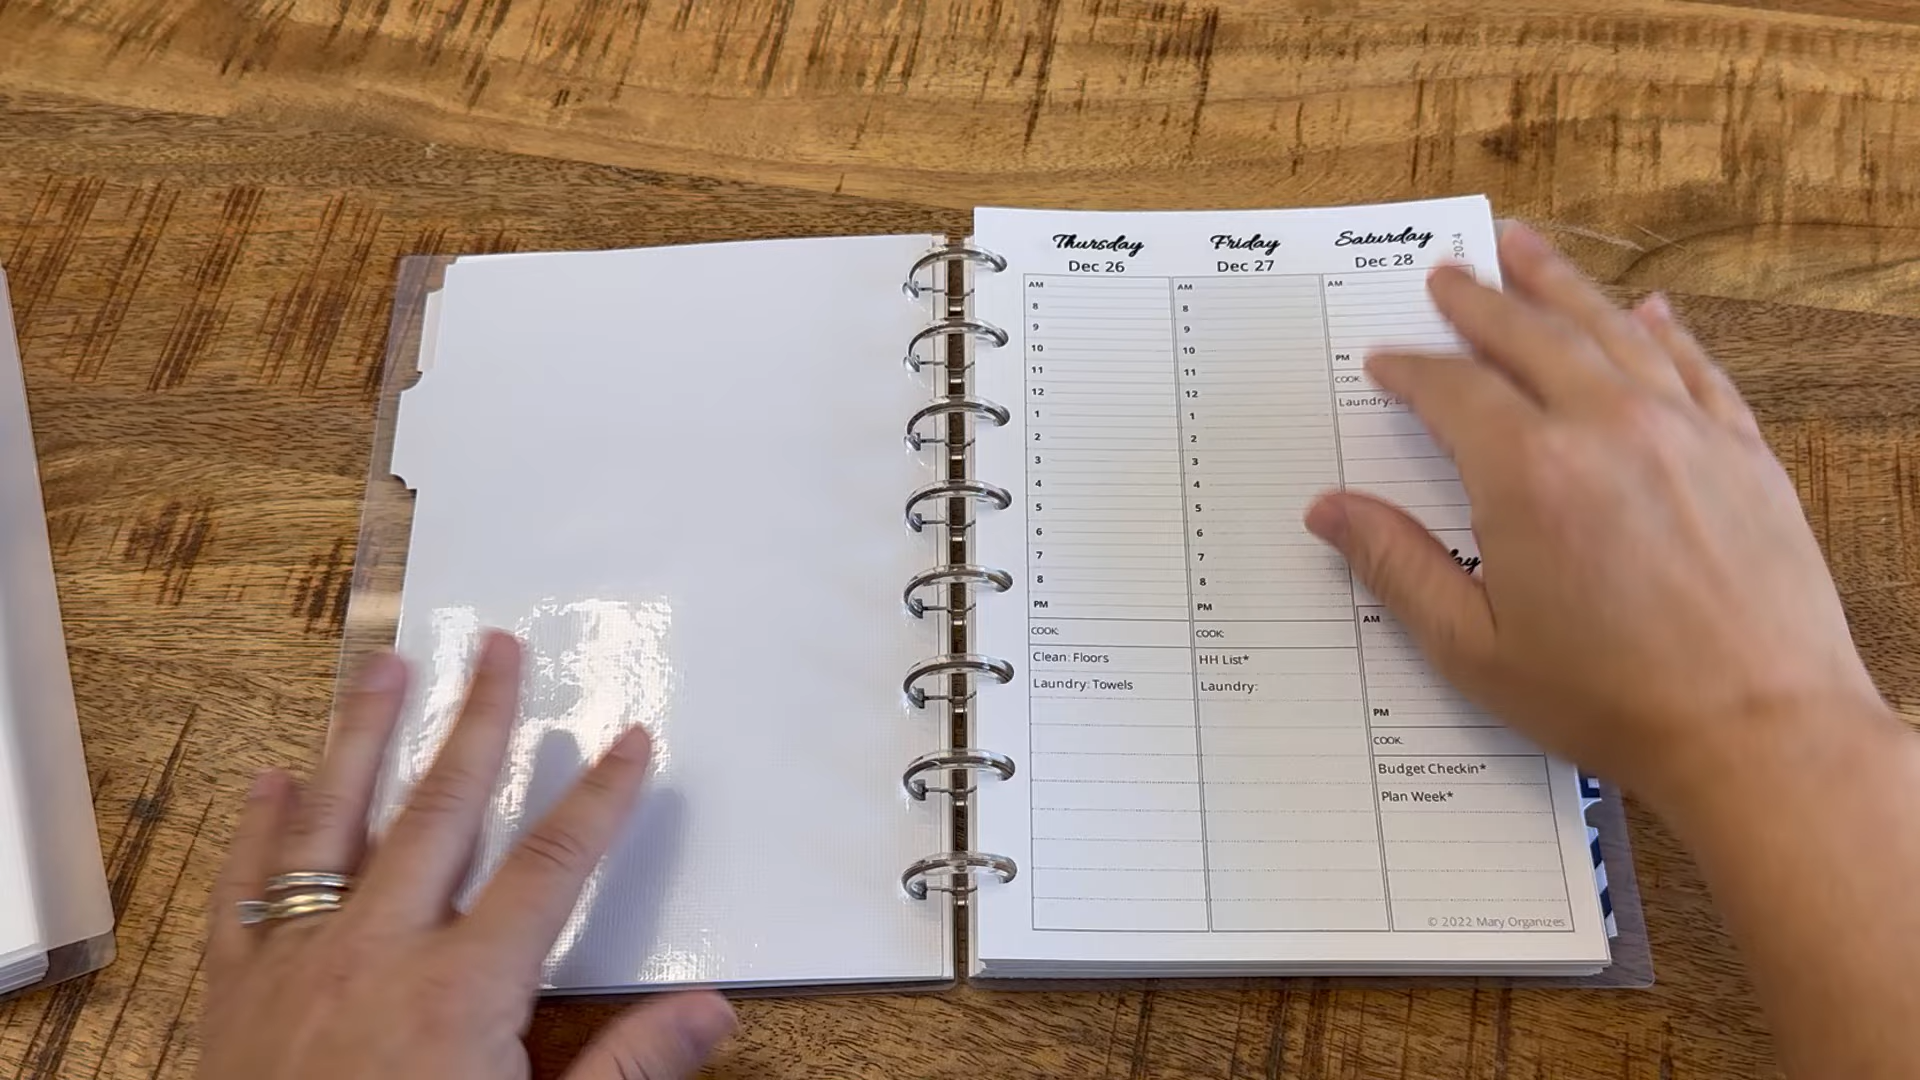 Thursday Friday Saturday
Dec 26 Dec 27 Dec 28
2024
AM
8
9
10
11
12
1
2
3
4
5
6
7
8
PM
COOK:
Clean: Floors
Laundry: Towels
AM
8
9
10
11
12
1
2
3
4
5
6
7
8
PM
COOK:
HH List*
Laundry:
AM
PM
COOK:
Laundry:
AM
PM
COOK:
Budget Checkin*
Plan Week*
© 2022 Mary Organizes